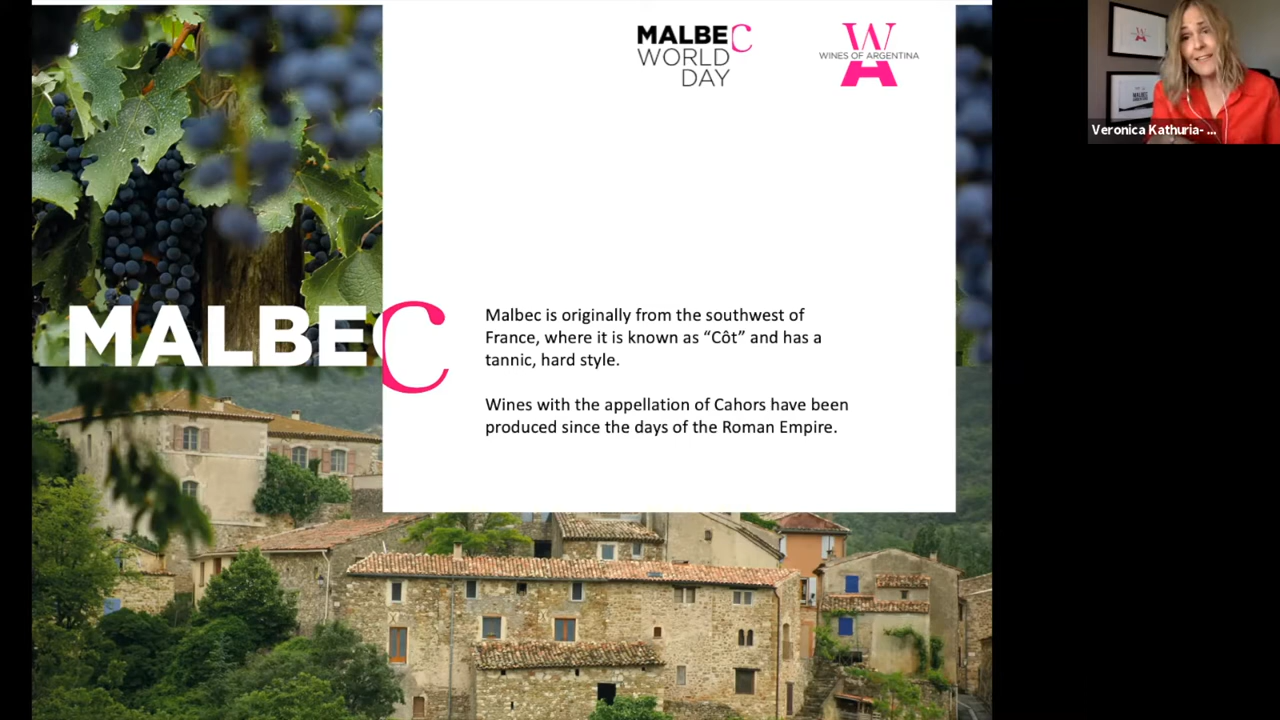 MALBEC
WORLD
DAY
WINES OF ARGENTINA
WA
Veronica Kathuria- ...
MALBEC
Malbec is originally from the southwest of
France, where it is known as “Côt” and has a
tannic, hard style.
Wines with the appellation of Cahors have been
produced since the days of the Roman Empire.